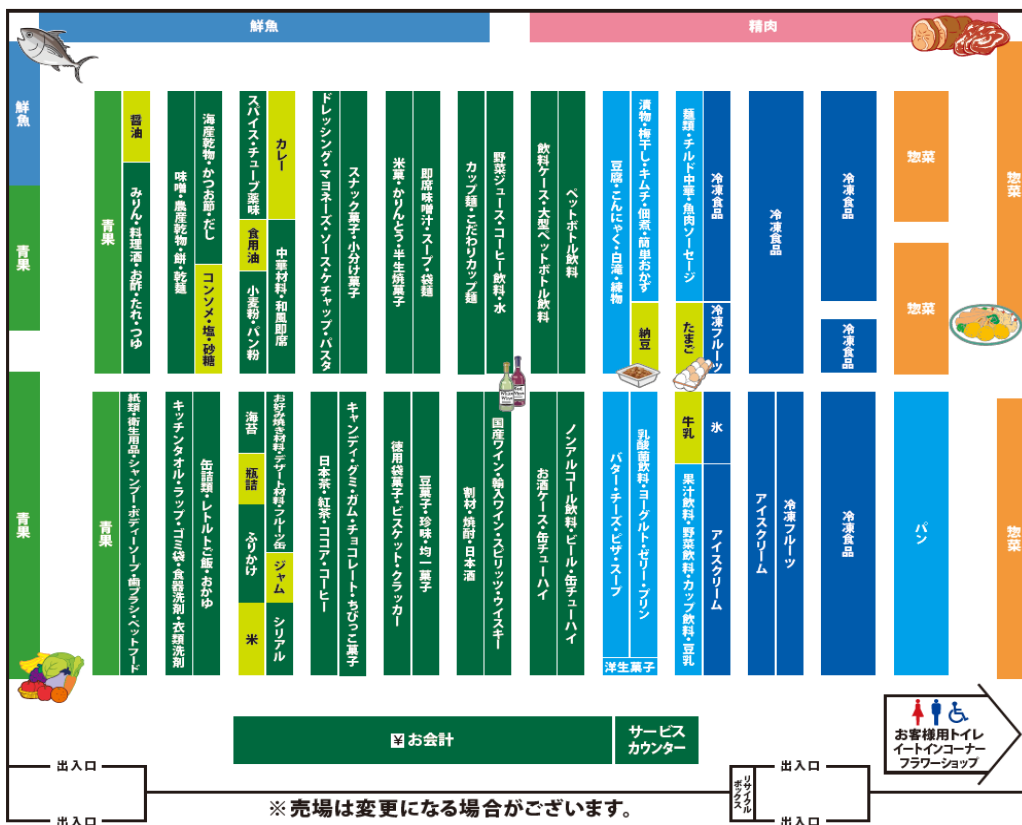 鮮魚
精肉
鮮魚
青果
青果
青果
醤油
みりん・料理酒・お酢・たれ・つゆ
味噌・農産乾物・餅・乾麺
海産乾物・かつお節・だし
コンソメ・塩・砂糖
スパイス・チューブ薬味
食用油
小麦粉・パン粉
カレー
中華材料・和風即席
ドレッシング・マヨネーズ・ソース・ケチャップ・パスタ
スナック菓子・小分け菓子
米菓・かりんとう・半生焼菓子
即席味噌汁・スープ・袋麺
カップ麺・こだわりカップ麺
野菜ジュース・コーヒー飲料・水
飲料ケース・大型ペットボトル飲料
ペットボトル飲料
豆腐・こんにゃく・白滝・練物
漬物・梅干し・キムチ・佃煮・簡単おかず
納豆
麺類・チルド中華・魚肉ソーセージ
たまご
冷凍食品
冷凍フルーツ
冷凍食品
冷凍食品
冷凍食品
惣菜
惣菜
惣菜
青果
紙類・衛生用品・シャンプー・ボディーソープ・歯ブラシ・ペットフード
キッチンタオル・ラップ・ゴミ袋・食器洗剤・衣類洗剤
缶詰類・レトルトご飯・おかゆ
海苔
瓶詰
ふりかけ
米
お好み焼き材料・デザート材料・フルーツ缶
ジャム
シリアル
日本茶・紅茶・ココア・コーヒー
キャンディ・グミ・ガム・チョコレート・ちびっこ菓子
徳用袋菓子・ビスケット・クラッカー
豆菓子・珍味・均一菓子
割材・焼酎・日本酒
国産ワイン・輸入ワイン・スピリッツ・ウイスキー
お酒ケース・缶チューハイ
ノンアルコール飲料・ビール・缶チューハイ
バター・チーズ・ピザ・スープ
乳酸菌飲料・ヨーグルト・ゼリー・プリン
洋生菓子
牛乳
果汁飲料・野菜飲料・カップ飲料・豆乳
氷
アイスクリーム
アイスクリーム
冷凍フルーツ
冷凍食品
パン
惣菜
¥お会計
サービス
カウンター
お客様用トイレ
イートインコーナー
フラワーショップ
出入口
出入口
リサイクル
ボックス
出入口
出入口
※売場は変更になる場合がございます。